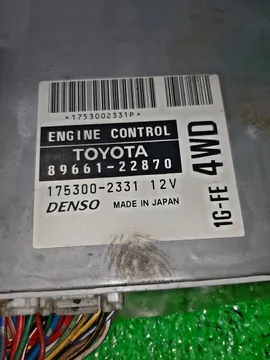 *1753002331P*
ENGINE CONTROL
TOYOTA
89661-22870
175300-2331 12V
DENSO MADE IN JAPAN
1G-FE 4WD